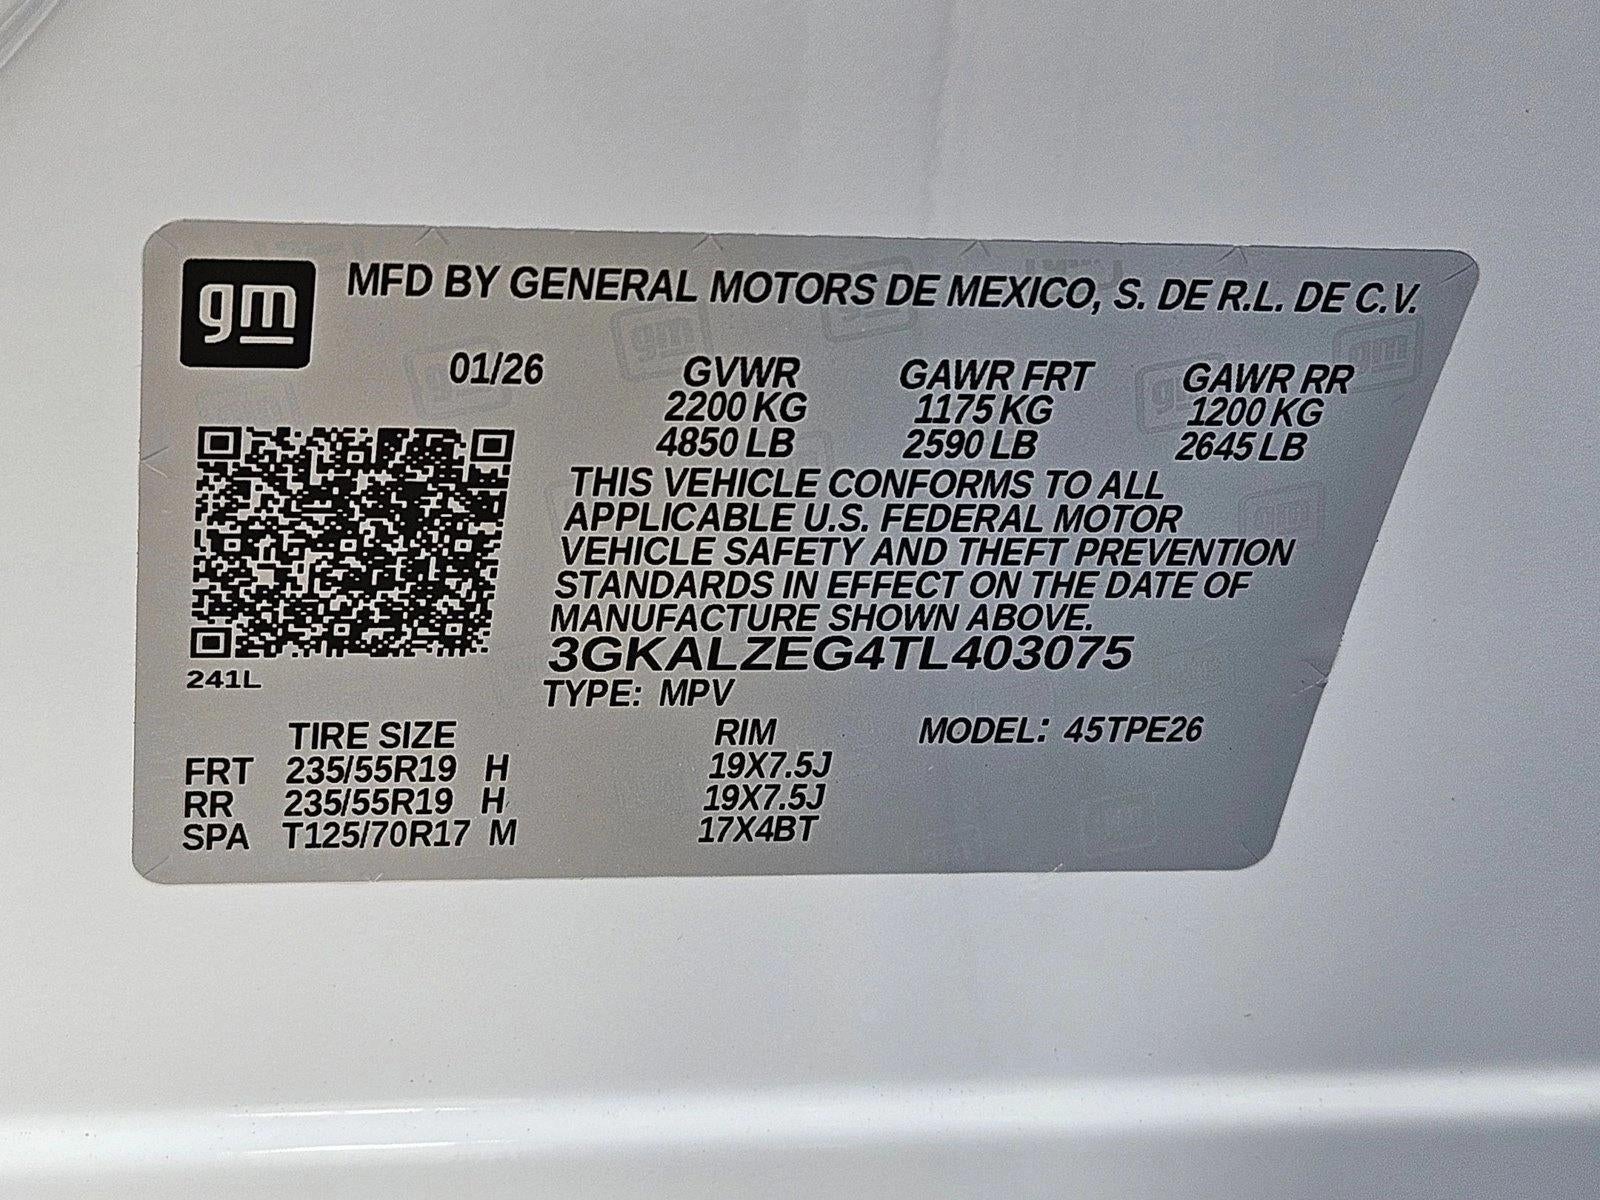 gm
MFD BY GENERAL MOTORS DE MEXICO, S. DE R.L. DE C.V.
01/26 GVWR GAWR FRT GAWR RR
2200 KG 1175 KG 1200 KG
4850 LB 2590 LB 2645 LB
THIS VEHICLE CONFORMS TO ALL
APPLICABLE U.S. FEDERAL MOTOR
VEHICLE SAFETY AND THEFT PREVENTION
STANDARDS IN EFFECT ON THE DATE OF
MANUFACTURE SHOWN ABOVE.
3GKALZEG4TL403075
241L
TYPE: MPV
TIRE SIZE RIM MODEL: 45TPE26
FRT 235/55R19 H 19X7.5J
RR 235/55R19 H 19X7.5J
SPA T125/70R17 M 17X4BT